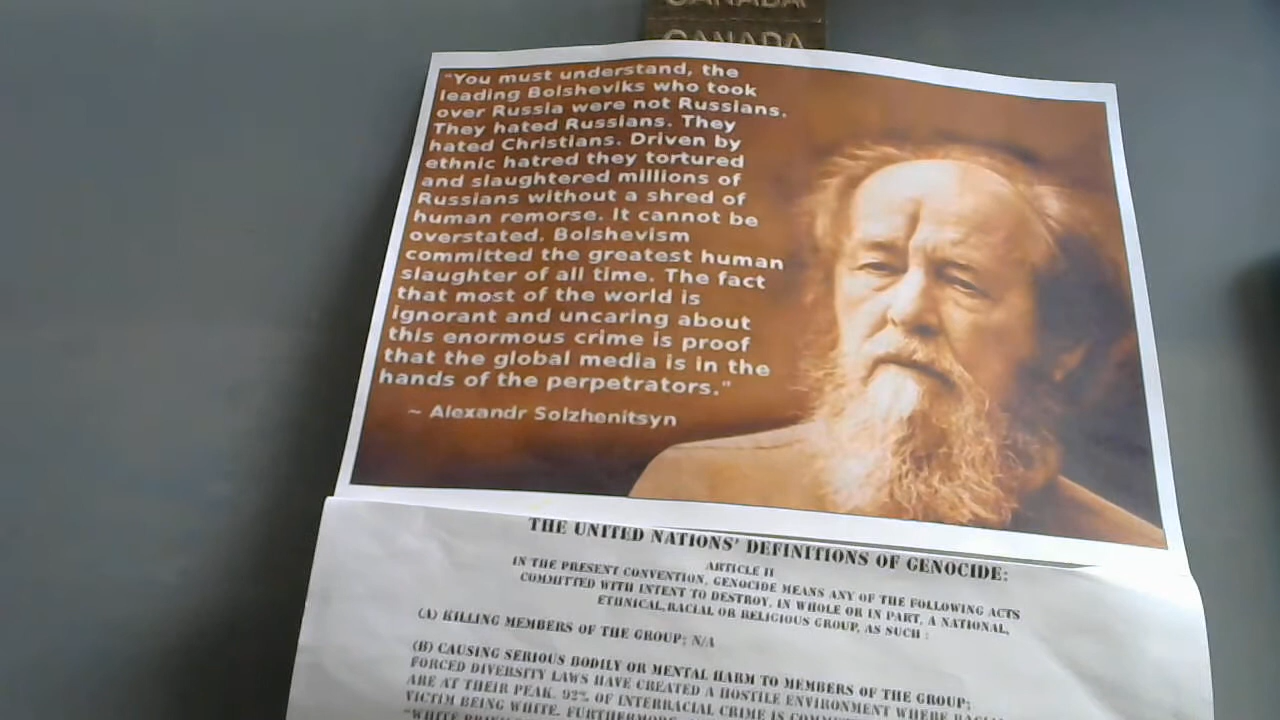 CANADA
CANADA
"You must understand, the
leading Bolsheviks who took
over Russia were not Russians.
They hated Russians. They
hated Christians. Driven by
ethnic hatred they tortured
and slaughtered millions of
Russians without a shred of
human remorse. It cannot be
overstated. Bolshevism
committed the greatest human
slaughter of all time. The fact
that most of the world is
ignorant and uncaring about
this enormous crime is proof
that the global media is in the
hands of the perpetrators."
~ Alexandr Solzhenitsyn
THE UNITED NATIONS' DEFINITIONS OF GENOCIDE:
ARTICLE II
IN THE PRESENT CONVENTION, GENOCIDE MEANS ANY OF THE FOLLOWING ACTS
COMMITTED WITH INTENT TO DESTROY, IN WHOLE OR IN PART, A NATIONAL,
ETHNICAL, RACIAL OR RELIGIOUS GROUP, AS SUCH :
(A) KILLING MEMBERS OF THE GROUP; N/A
(B) CAUSING SERIOUS BODILY OR MENTAL HARM TO MEMBERS OF THE GROUP;
FORCED DIVERSITY LAWS HAVE CREATED A HOSTILE ENVIRONMENT WHERE
ARE AT THEIR PEAK. 92% OF INTERRACIAL CRIME IS
VICTIM BEING WHITE. FURTHERMORE,
"WHITE